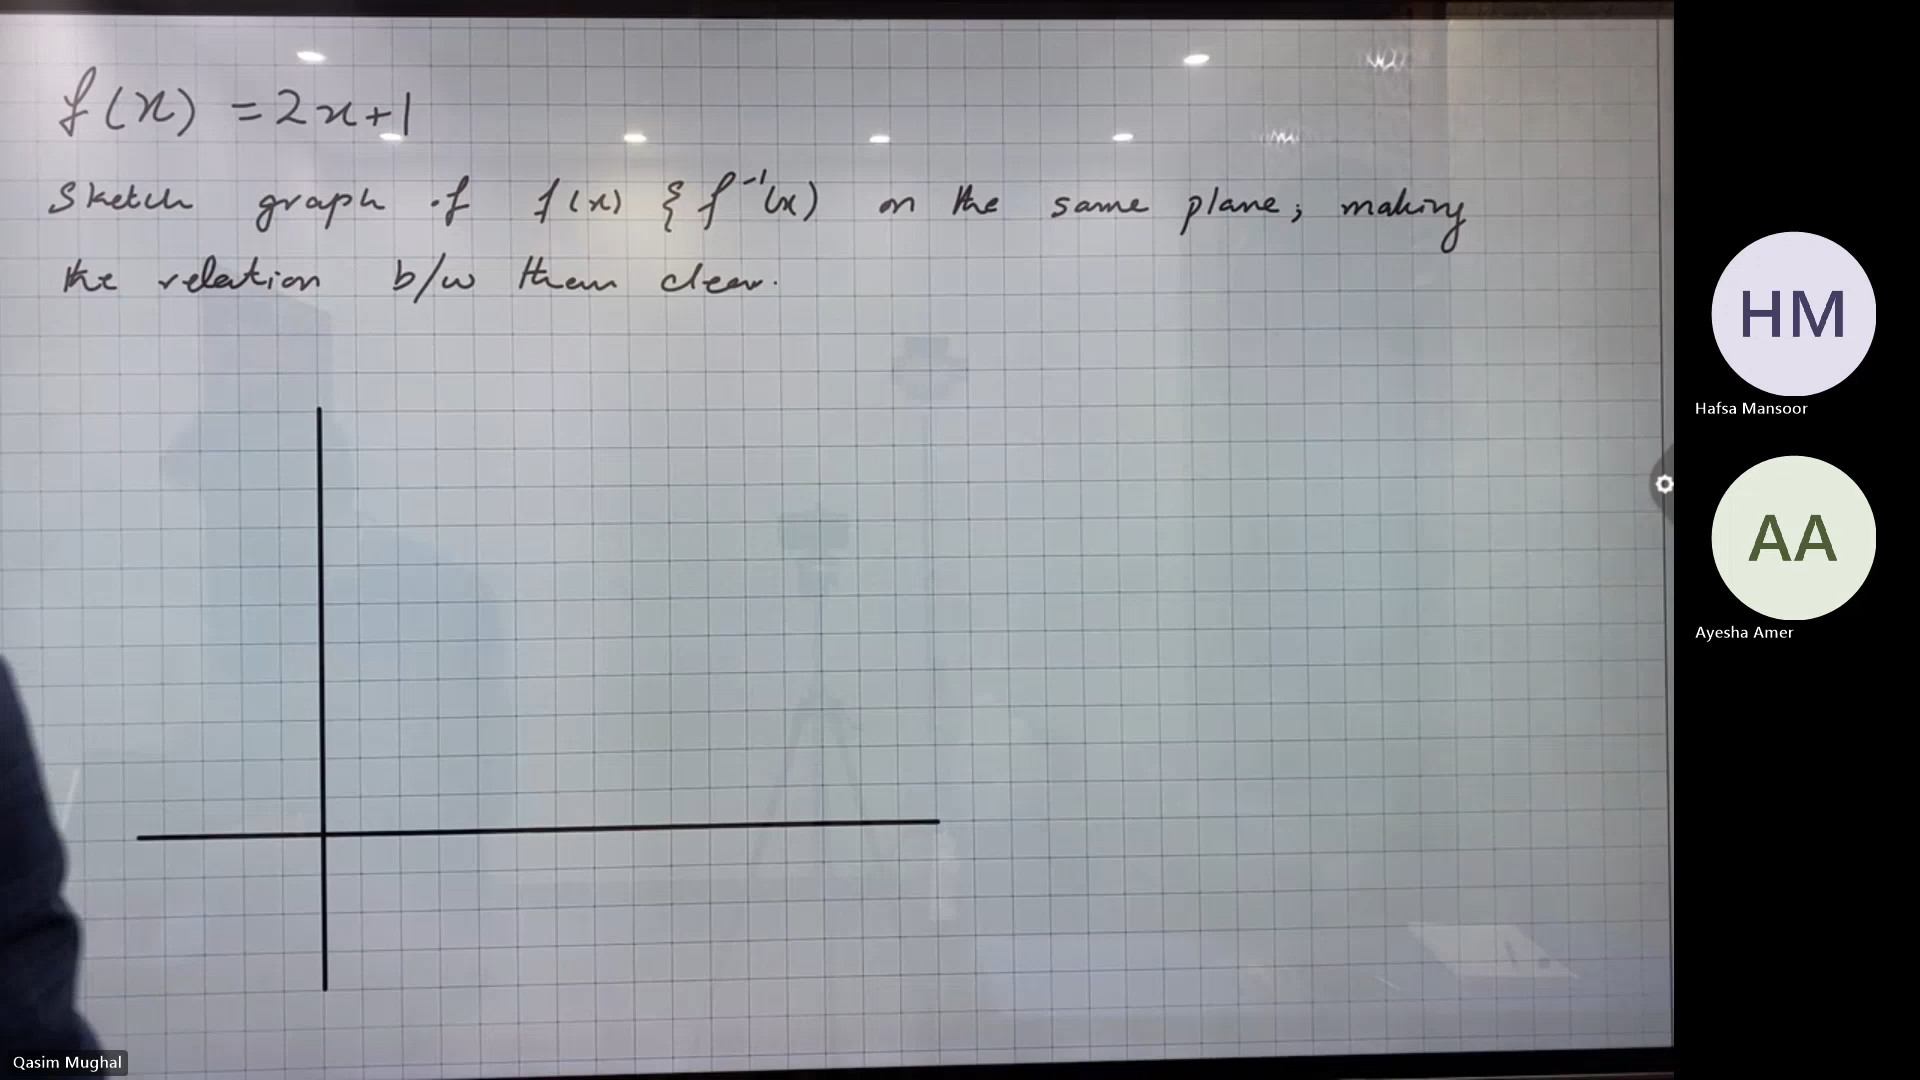 f(x) = 2x+1
Sketch graph of f(x) & f⁻¹(x) on the same plane; making
the relation b/w them clear.
HM
Hafsa Mansoor
AA
Ayesha Amer
Qasim Mughal